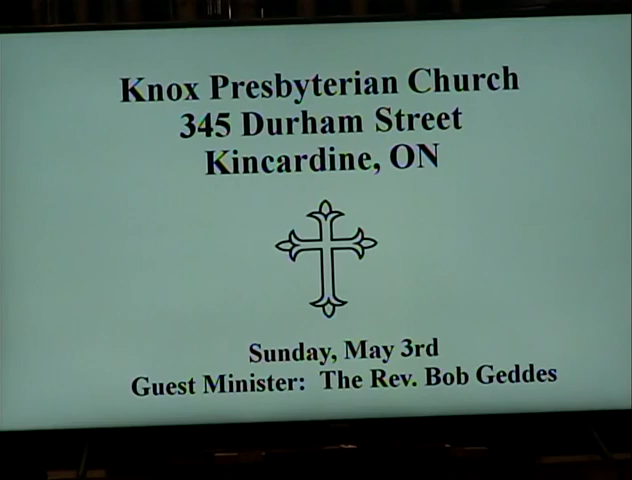 Knox Presbyterian Church
345 Durham Street
Kincardine, ON
Sunday, May 3rd
Guest Minister: The Rev. Bob Geddes